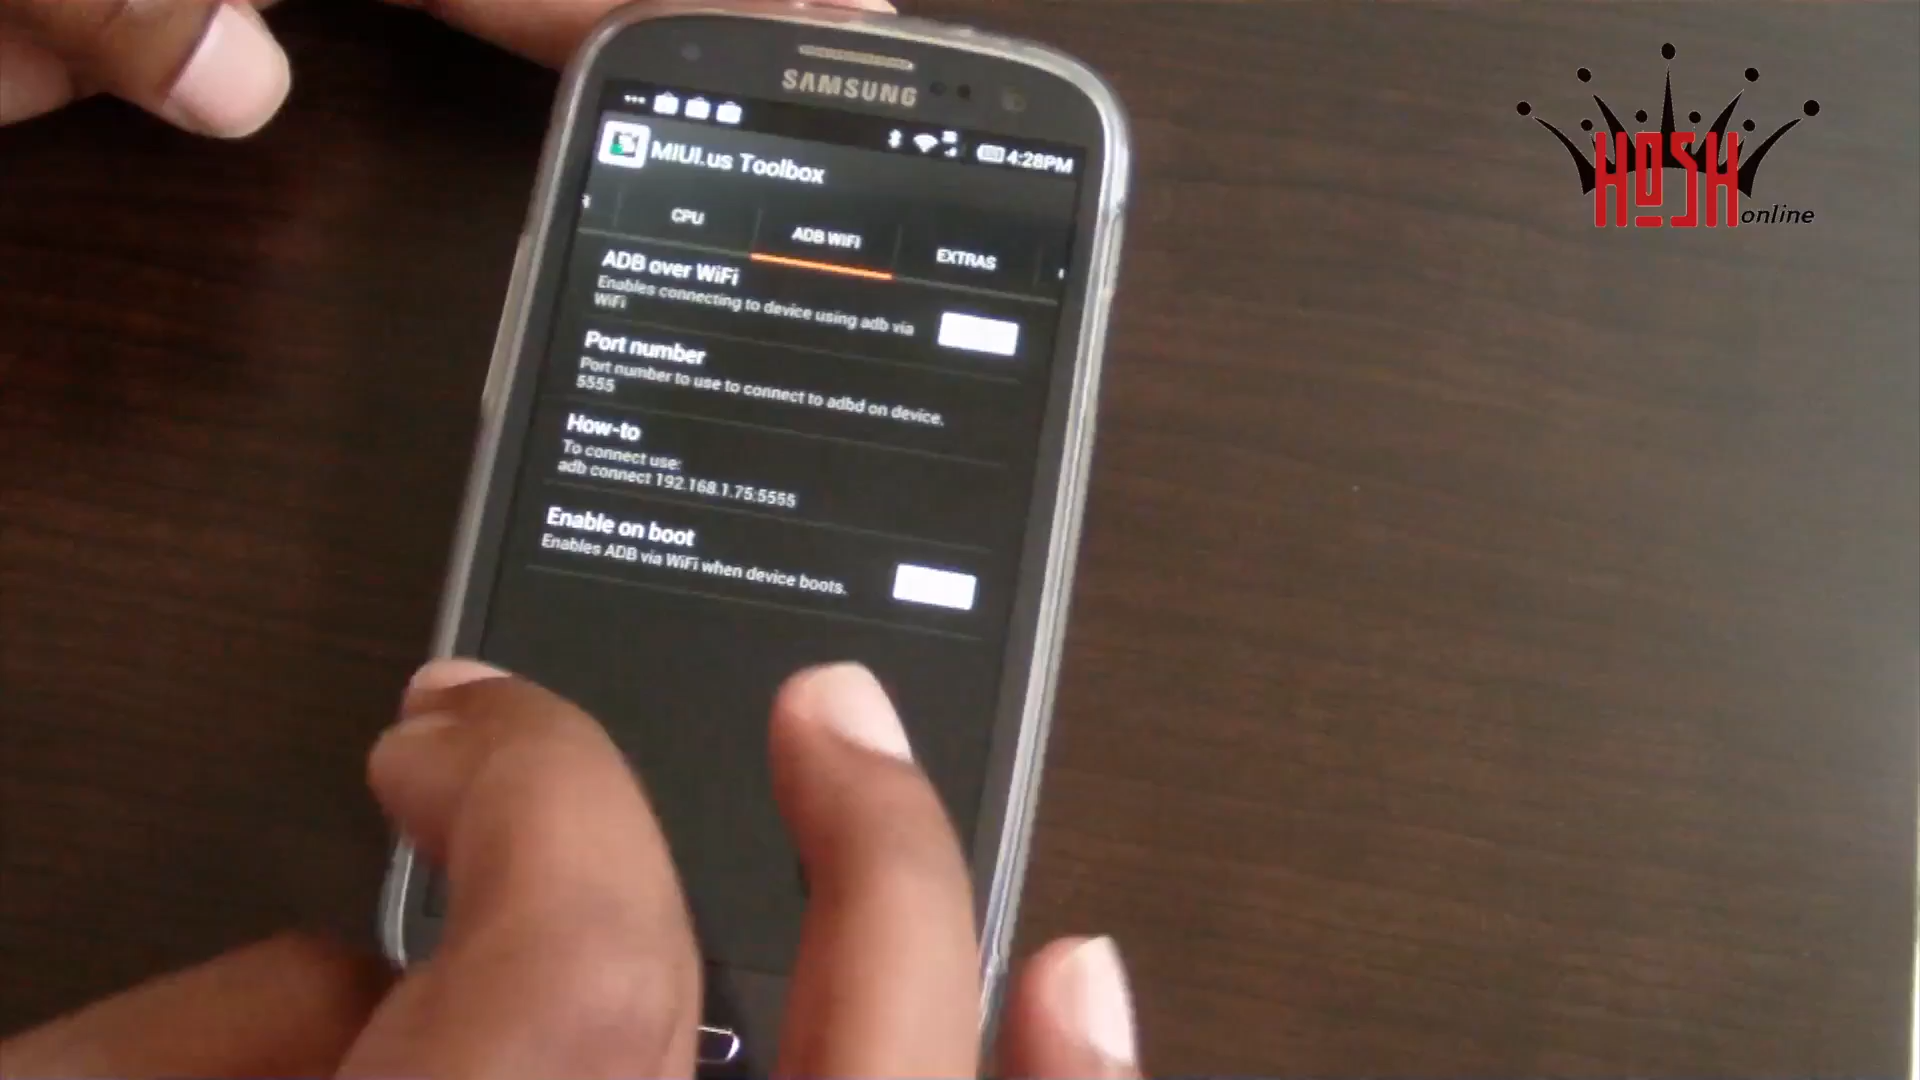 SAMSUNG
4:28PM
MIUI.us Toolbox
CPU
ADB WIFI
EXTRAS
ADB over WiFi
Enables connecting to device using adb via
WiFi
Port number
Port number to use to connect to adbd on device.
5555
How-to
To connect use:
adb connect 192.168.1.75:5555
Enable on boot
Enables ADB via WiFi when device boots.
HOSH
online